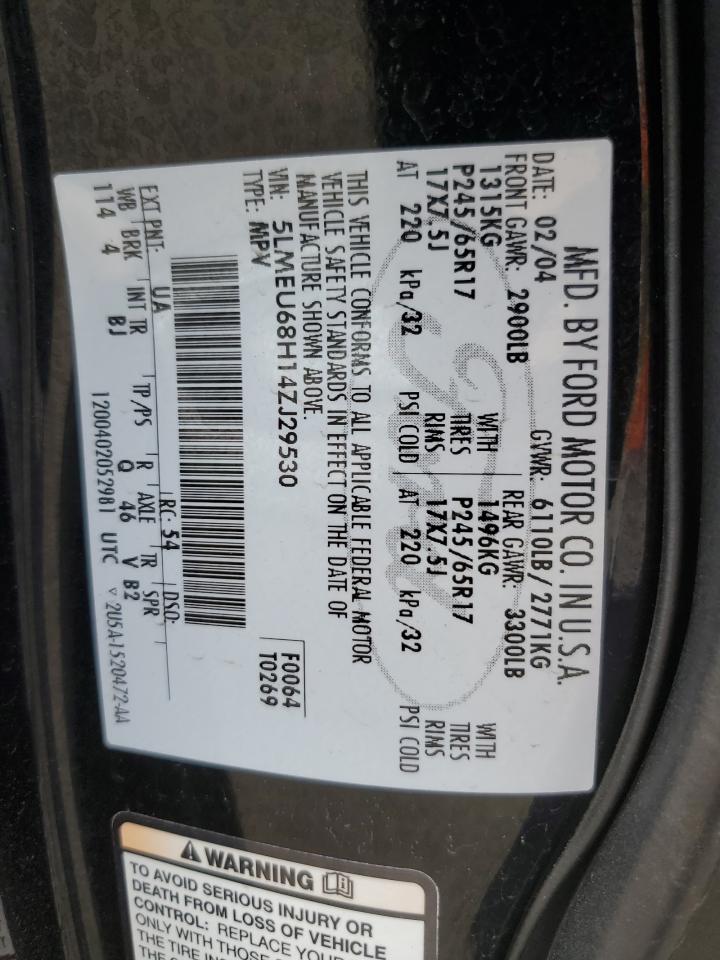 MFD. BY FORD MOTOR CO. IN U.S.A.
DATE: 02/04 GVWR: 6110LB / 2771KG
FRONT GAWR: 2900LB REAR GAWR: 3300LB
1315KG WITH 1496KG WITH
P245/65R17 TIRES P245/65R17 TIRES
17X7.5J RIMS 17X7.5J RIMS
AT 220 kPa/32 PSI COLD AT 220 kPa/32 PSI COLD
THIS VEHICLE CONFORMS TO ALL APPLICABLE FEDERAL MOTOR
VEHICLE SAFETY STANDARDS IN EFFECT ON THE DATE OF
MANUFACTURE SHOWN ABOVE.
VIN: 5LMEU68H14ZJ29530 F0064
TYPE: MPV T0269
EXT PNT: UA RC: 54 DSO:
WB BRK INT TR TP/PS R AXLE TR SPR
114 4 BJ Q 46 V B2
1200402052981 UTC ▽ 2U5A-1520472-AA
Ford
WARNING
TO AVOID SERIOUS INJURY OR
DEATH FROM LOSS OF VEHICLE
CONTROL: REPLACE YOUR
ONLY WITH THOSE
THE TIRE